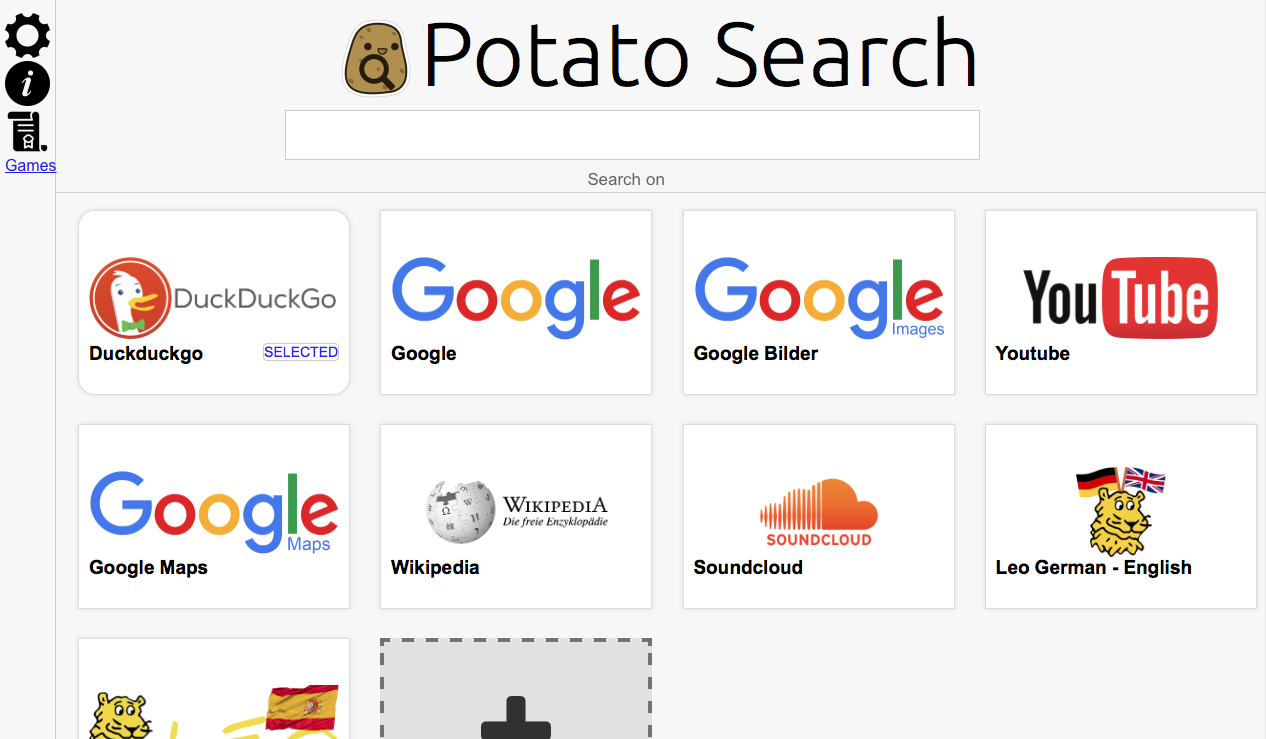 Potato Search
Games
Search on
DuckDuckGo
Duckduckgo
SELECTED
Google
Google
Google
Images
Google Bilder
YouTube
Youtube
Google
Maps
Google Maps
WIKIPEDIA
Die freie Enzyklopädie
Wikipedia
SOUNDCLOUD
Soundcloud
Leo German - English